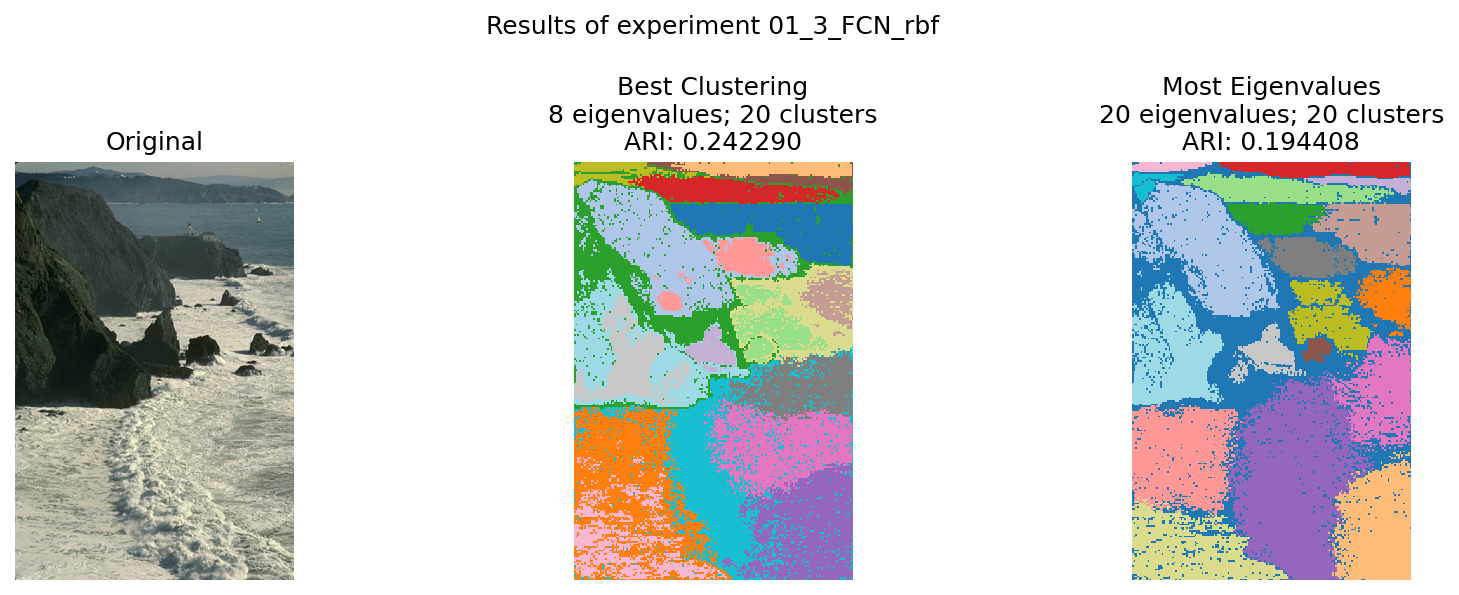 Results of experiment 01_3_FCN_rbf
Original
Best Clustering
8 eigenvalues; 20 clusters
ARI: 0.242290
Most Eigenvalues
20 eigenvalues; 20 clusters
ARI: 0.194408